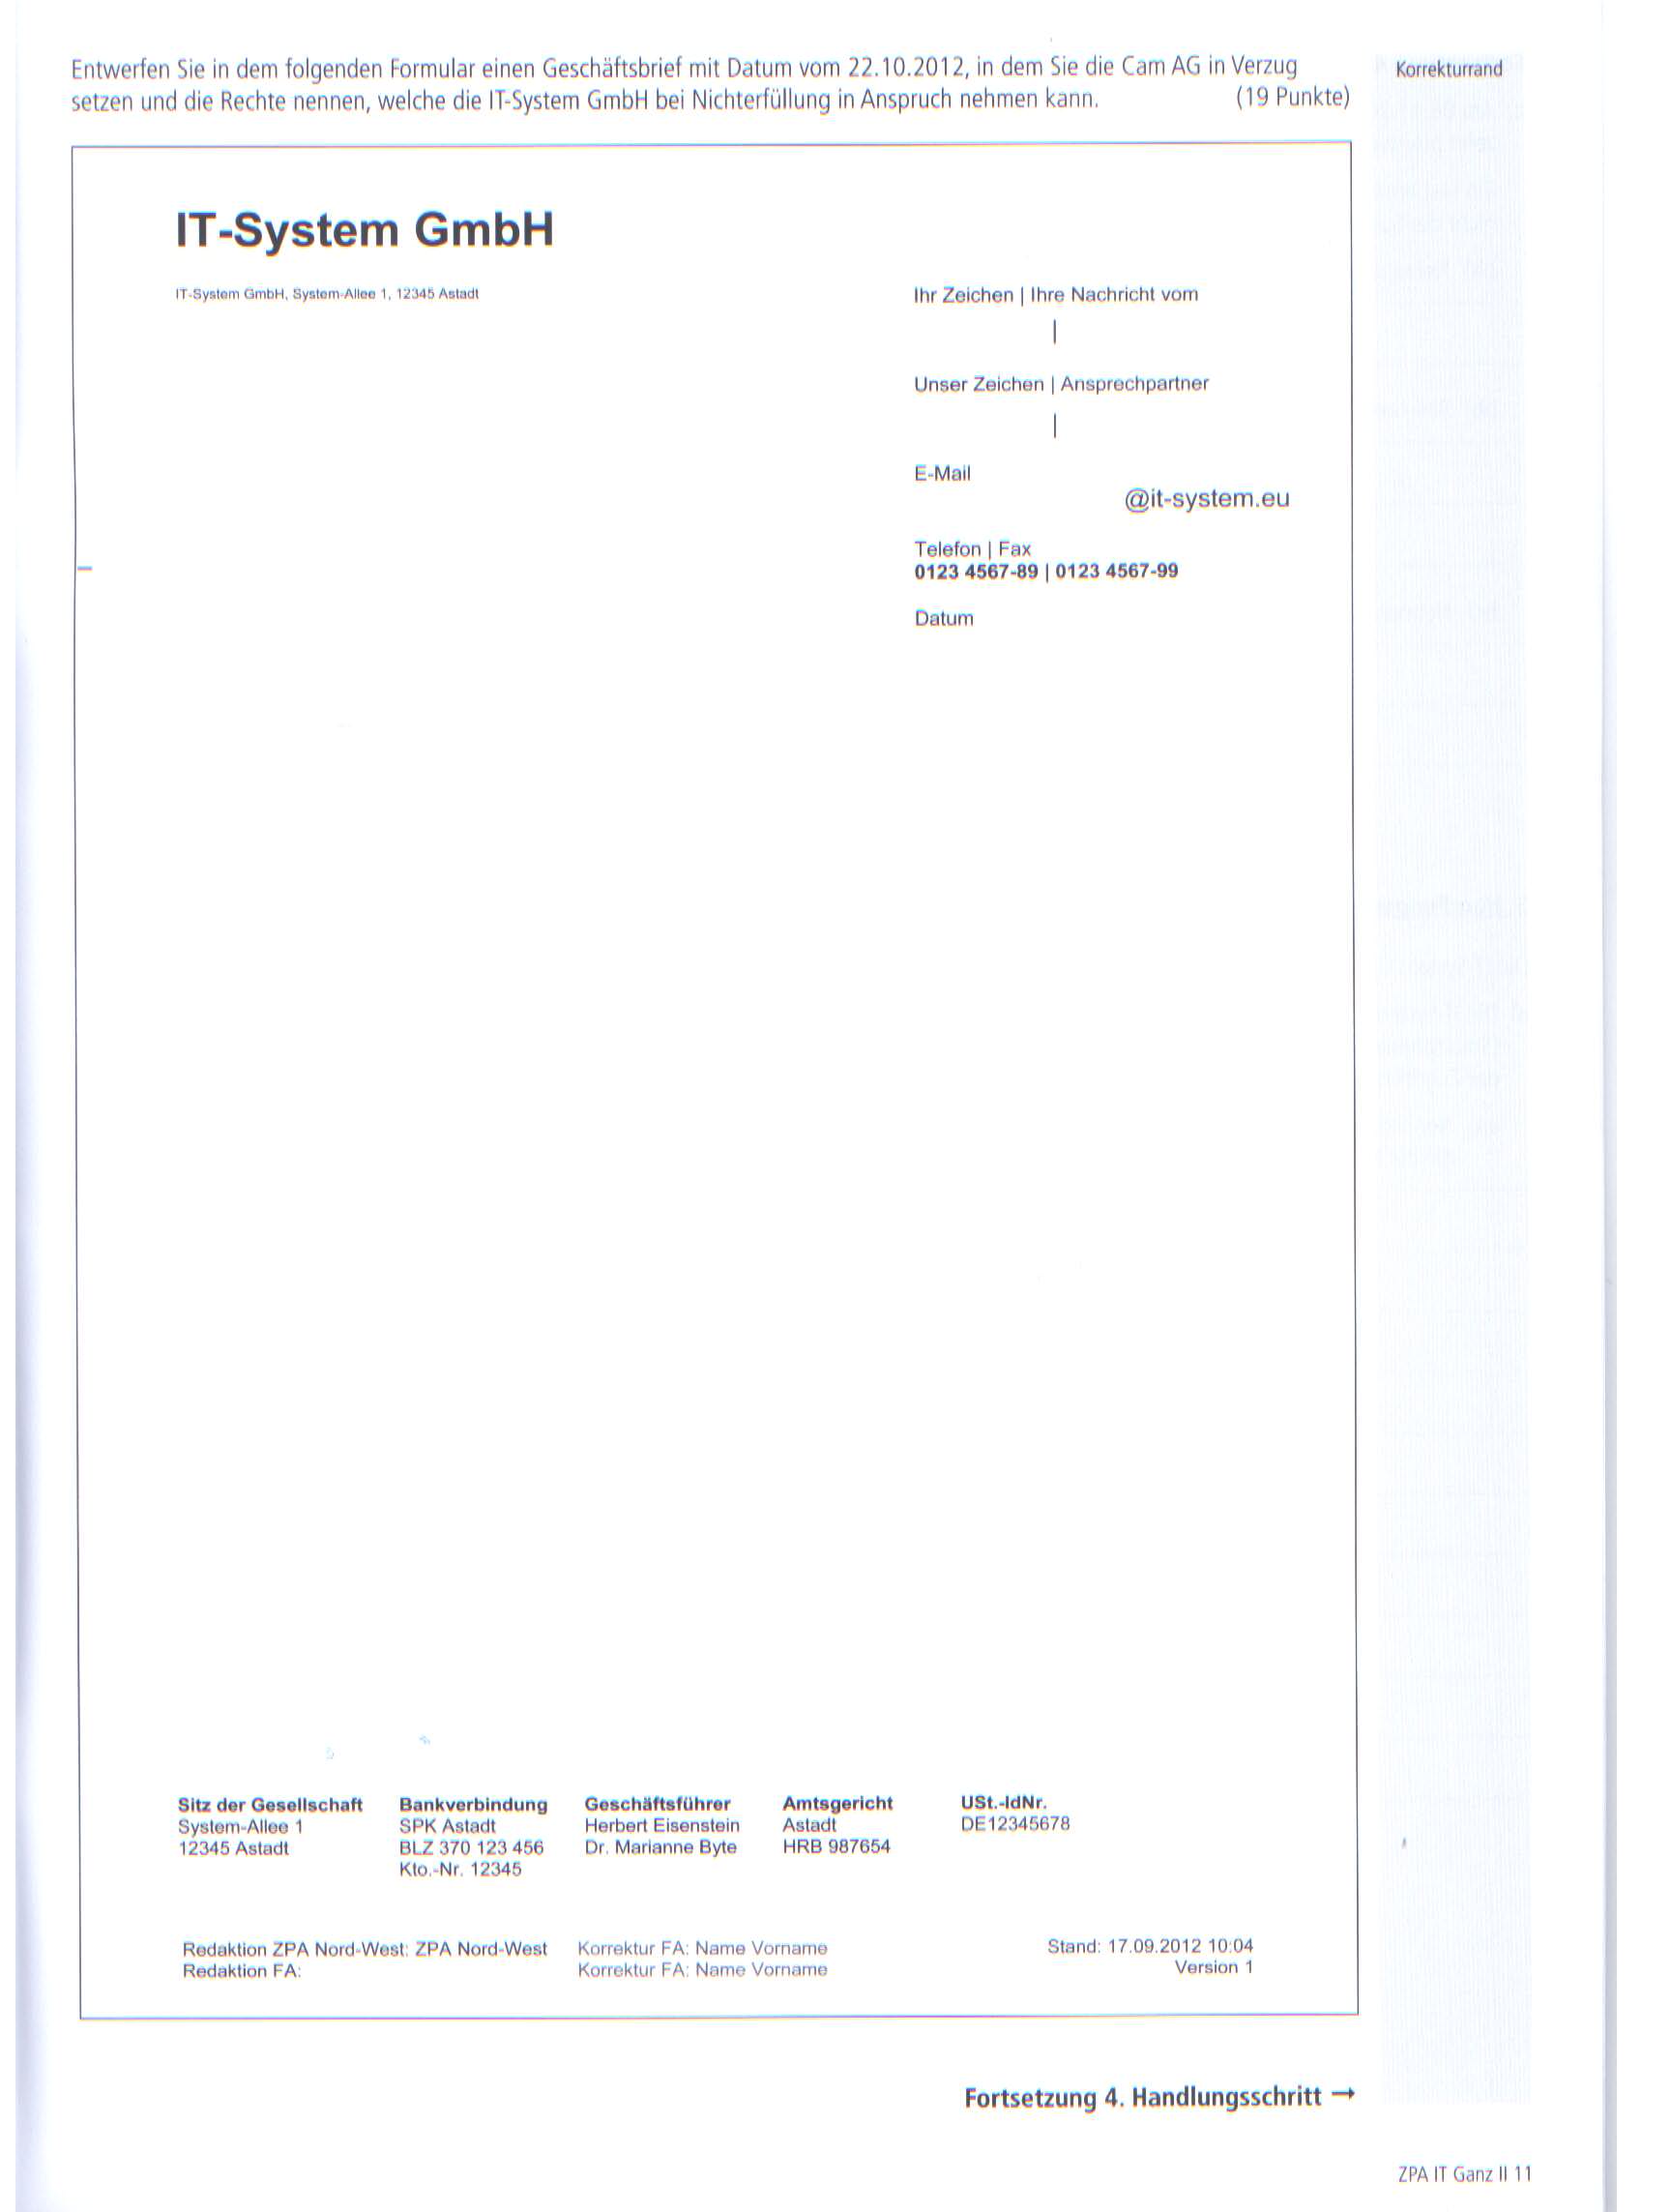 Entwerfen Sie in dem folgenden Formular einen Geschäftsbrief mit Datum vom 22.10.2012, in dem Sie die Cam AG in Verzug
setzen und die Rechte nennen, welche die IT-System GmbH bei Nichterfüllung in Anspruch nehmen kann. (19 Punkte)
Korrekturrand
IT-System GmbH
IT-System GmbH, System-Allee 1, 12345 Astadt
Ihr Zeichen | Ihre Nachricht vom
|
Unser Zeichen | Ansprechpartner
|
E-Mail
@it-system.eu
Telefon | Fax
0123 4567-89 | 0123 4567-99
Datum
Sitz der Gesellschaft
System-Allee 1
12345 Astadt
Bankverbindung
SPK Astadt
BLZ 370 123 456
Kto.-Nr. 12345
Geschäftsführer
Herbert Eisenstein
Dr. Marianne Byte
Amtsgericht
Astadt
HRB 987654
USt.-IdNr.
DE12345678
Redaktion ZPA Nord-West: ZPA Nord-West
Redaktion FA:
Korrektur FA: Name Vorname
Korrektur FA: Name Vorname
Stand: 17.09.2012 10:04
Version 1
Fortsetzung 4. Handlungsschritt →
ZPA IT Ganz II 11